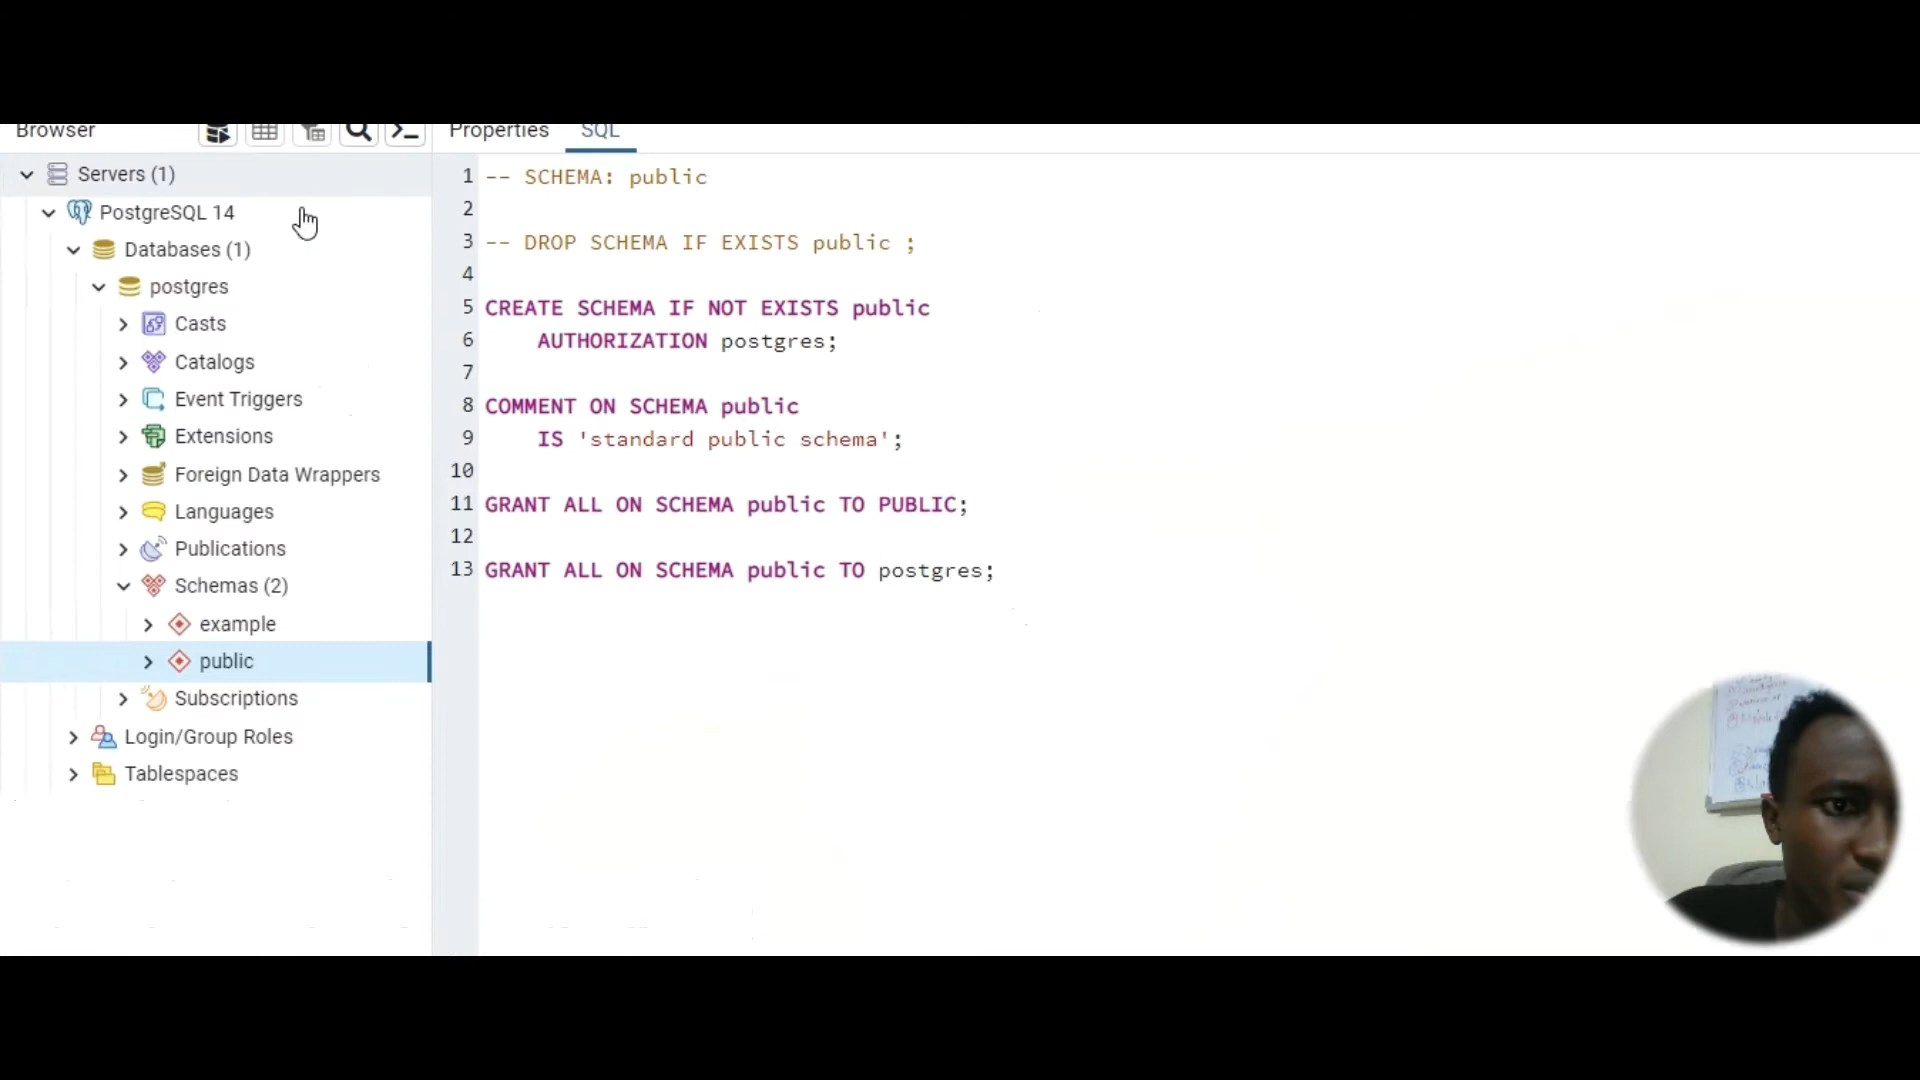 Browser
Properties
SQL
Servers (1)
PostgreSQL 14
Databases (1)
postgres
Casts
Catalogs
Event Triggers
Extensions
Foreign Data Wrappers
Languages
Publications
Schemas (2)
example
public
Subscriptions
Login/Group Roles
Tablespaces
1 -- SCHEMA: public
2
3 -- DROP SCHEMA IF EXISTS public ;
4
5 CREATE SCHEMA IF NOT EXISTS public
6 AUTHORIZATION postgres;
7
8 COMMENT ON SCHEMA public
9 IS 'standard public schema';
10
11 GRANT ALL ON SCHEMA public TO PUBLIC;
12
13 GRANT ALL ON SCHEMA public TO postgres;